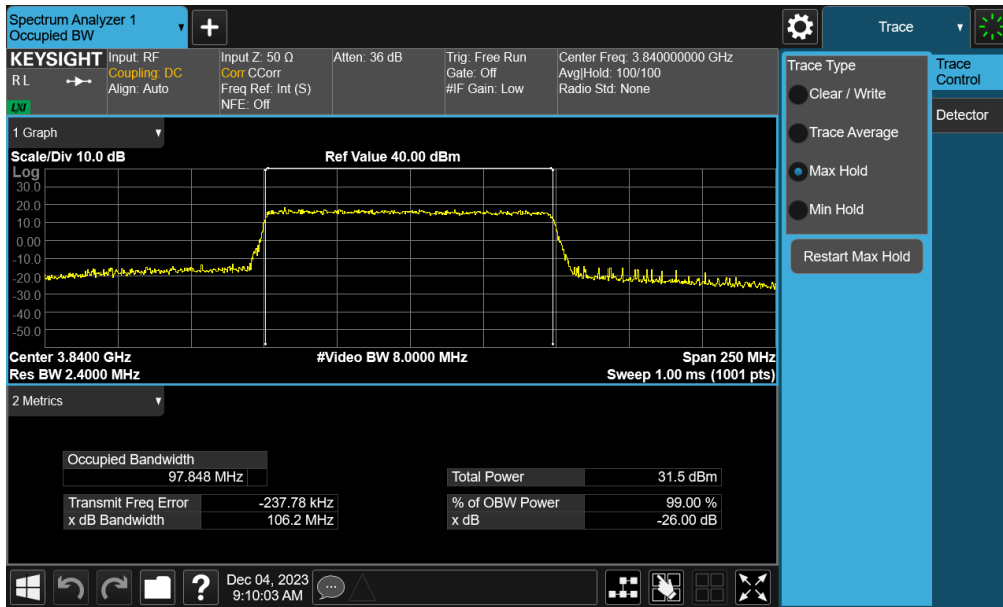 Spectrum Analyzer 1
Occupied BW
+
Trace
KEYSIGHT
R L
LXI
Input: RF
Coupling: DC
Align: Auto
Input Z: 50 Ω
Corr CCorr
Freq Ref: Int (S)
NFE: Off
Atten: 36 dB
Trig: Free Run
Gate: Off
#IF Gain: Low
Center Freq: 3.840000000 GHz
Avg|Hold: 100/100
Radio Std: None
Trace Type
Clear / Write
Trace Average
Max Hold
Min Hold
Restart Max Hold
Trace
Control
Detector
1 Graph
Scale/Div 10.0 dB
Ref Value 40.00 dBm
Log
30.0
20.0
10.0
0.00
-10.0
-20.0
-30.0
-40.0
-50.0
Center 3.8400 GHz
#Video BW 8.0000 MHz
Span 250 MHz
Res BW 2.4000 MHz
Sweep 1.00 ms (1001 pts)
2 Metrics
Occupied Bandwidth
97.848 MHz
Total Power 31.5 dBm
Transmit Freq Error -237.78 kHz
% of OBW Power 99.00 %
x dB Bandwidth 106.2 MHz
x dB -26.00 dB
?
Dec 04, 2023
9:10:03 AM